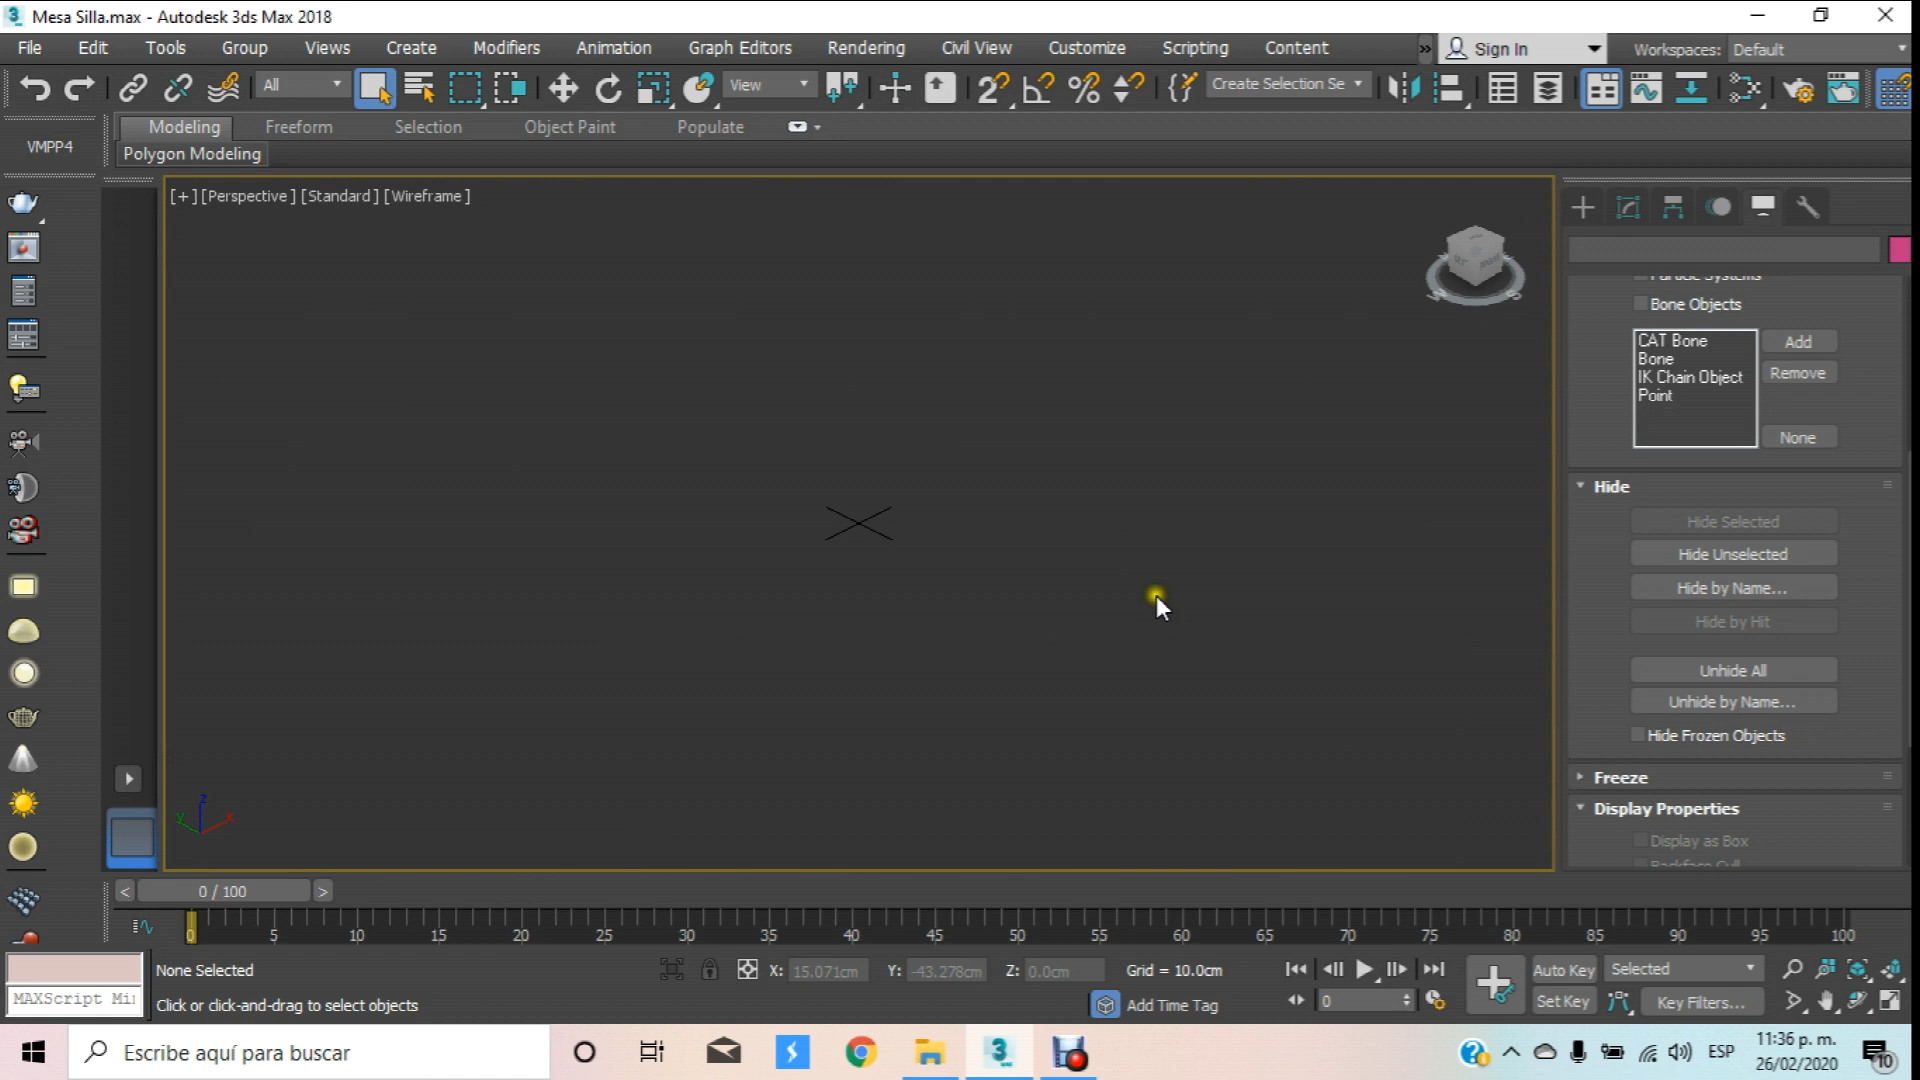 Mesa Silla.max - Autodesk 3ds Max 2018
File Edit Tools Group Views Create Modifiers Animation Graph Editors Rendering Civil View Customize Scripting Content » Sign In Workspaces: Default
All View Create Selection Se
VMPP4 Modeling Freeform Selection Object Paint Populate
Polygon Modeling
[+] [Perspective] [Standard] [Wireframe]
Particle Systems
Bone Objects
CAT Bone
Bone
IK Chain Object
Point
Add
Remove
None
Hide
Hide Selected
Hide Unselected
Hide by Name...
Hide by Hit
Unhide All
Unhide by Name...
Hide Frozen Objects
Freeze
Display Properties
Display as Box
Backface Cull
z
y x
< 0 / 100 >
0 5 10 15 20 25 30 35 40 45 50 55 60 65 70 75 80 85 90 95 100
None Selected X: 15.071cm Y: -43.278cm Z: 0.0cm Grid = 10.0cm Auto Key Selected
MAXScript Mi Click or click-and-drag to select objects Add Time Tag 0 Set Key Key Filters...
Escribe aquí para buscar ESP 11:36 p. m.
26/02/2020 10